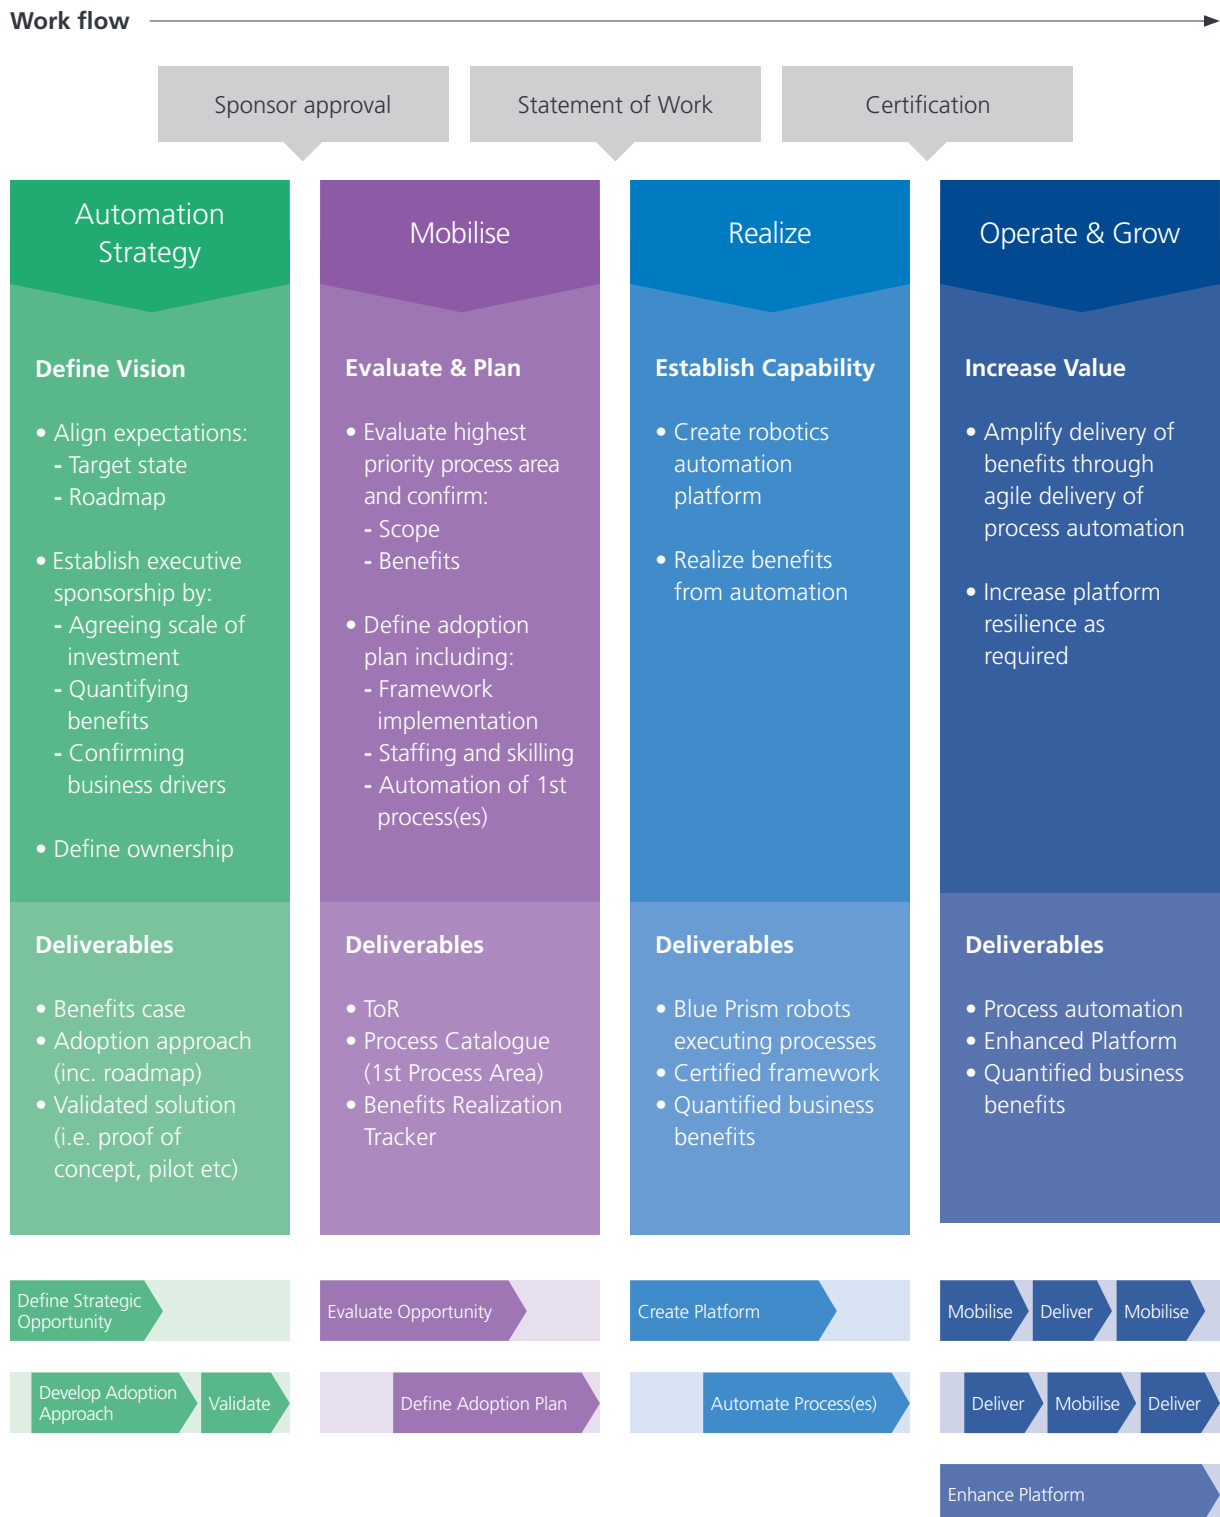 Work flow
Sponsor approval
Statement of Work
Certification
Automation
Strategy
Define Vision
• Align expectations:
- Target state
- Roadmap
• Establish executive
sponsorship by:
- Agreeing scale of
investment
- Quantifying
benefits
- Confirming
business drivers
• Define ownership
Deliverables
• Benefits case
• Adoption approach
(inc. roadmap)
• Validated solution
(i.e. proof of
concept, pilot etc)
Mobilise
Evaluate & Plan
• Evaluate highest
priority process area
and confirm:
- Scope
- Benefits
• Define adoption
plan including:
- Framework
implementation
- Staffing and skilling
- Automation of 1st
process(es)
Deliverables
• ToR
• Process Catalogue
(1st Process Area)
• Benefits Realization
Tracker
Realize
Establish Capability
• Create robotics
automation
platform
• Realize benefits
from automation
Deliverables
• Blue Prism robots
executing processes
• Certified framework
• Quantified business
benefits
Operate & Grow
Increase Value
• Amplify delivery of
benefits through
agile delivery of
process automation
• Increase platform
resilience as
required
Deliverables
• Process automation
• Enhanced Platform
• Quantified business
benefits
Define Strategic
Opportunity
Develop Adoption
Approach
Validate
Evaluate Opportunity
Define Adoption Plan
Create Platform
Automate Process(es)
Mobilise
Deliver
Mobilise
Deliver
Mobilise
Deliver
Enhance Platform